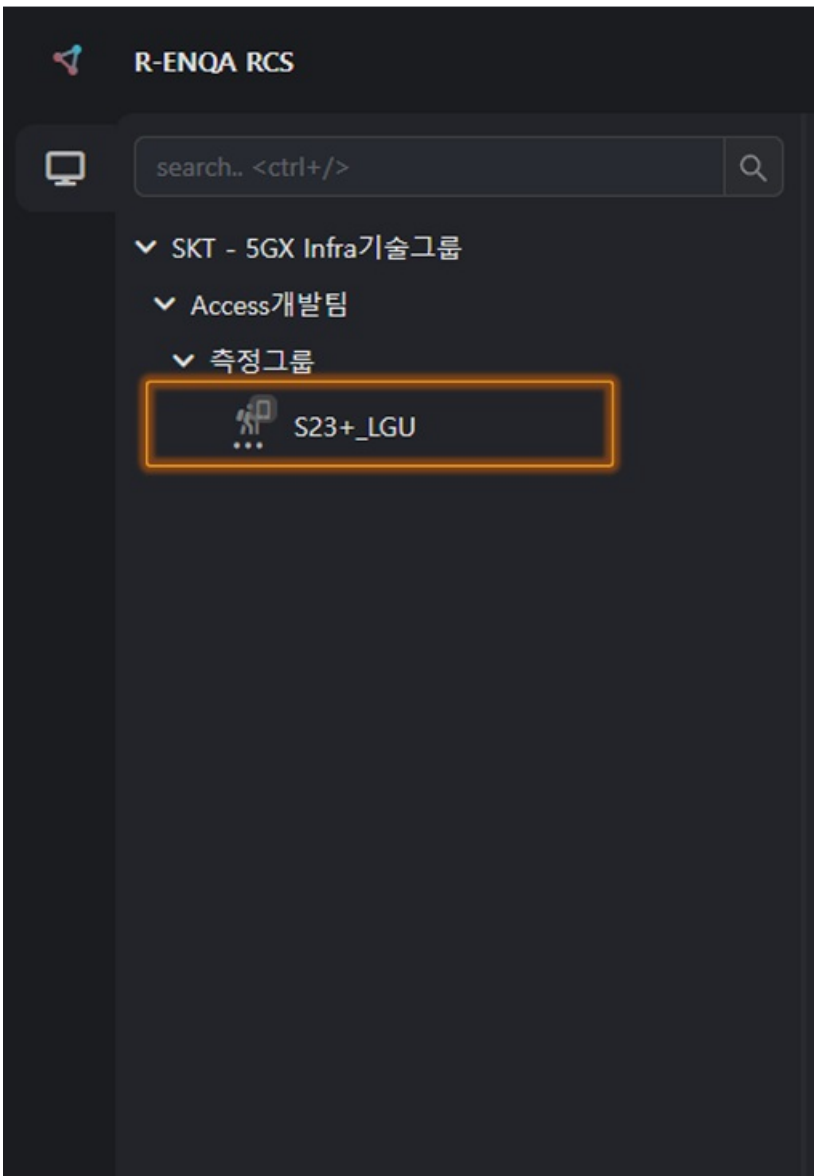 R-ENQA RCS
search.. <ctrl+/>
SKT - 5GX Infra기술그룹
Access개발팀
측정그룹
S23+_LGU